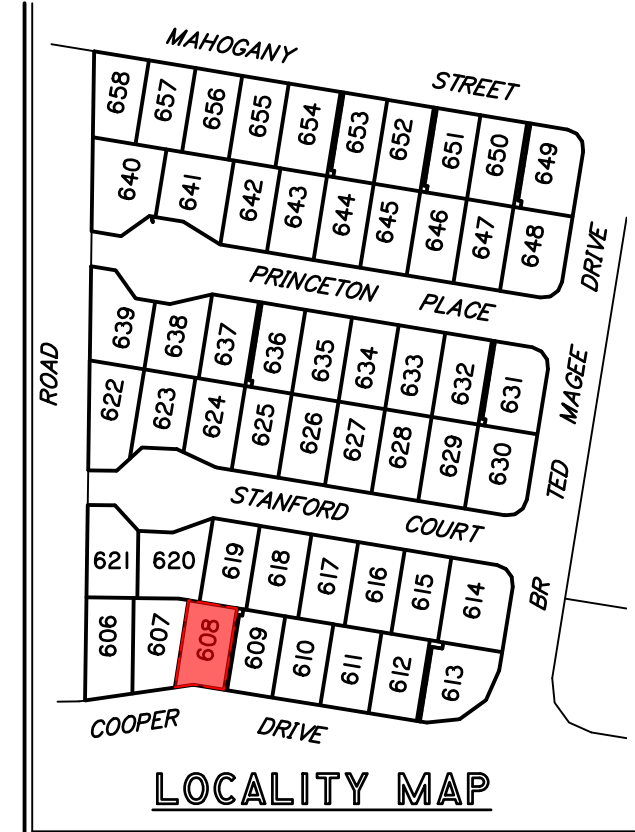 MAHOGANY STREET
658 657 656 655 654 653 652 651 650 649
640 641 642 643 644 645 646 647 648
PRINCETON PLACE
DRIVE
639 638 637 636 635 634 633 632 631
ROAD
622 623 624 625 626 627 628 629 630
MAGEE
TED
STANFORD COURT
BR
621 620 619 618 617 616 615 614
606 607 608 609 610 611 612 613
COOPER DRIVE
LOCALITY MAP